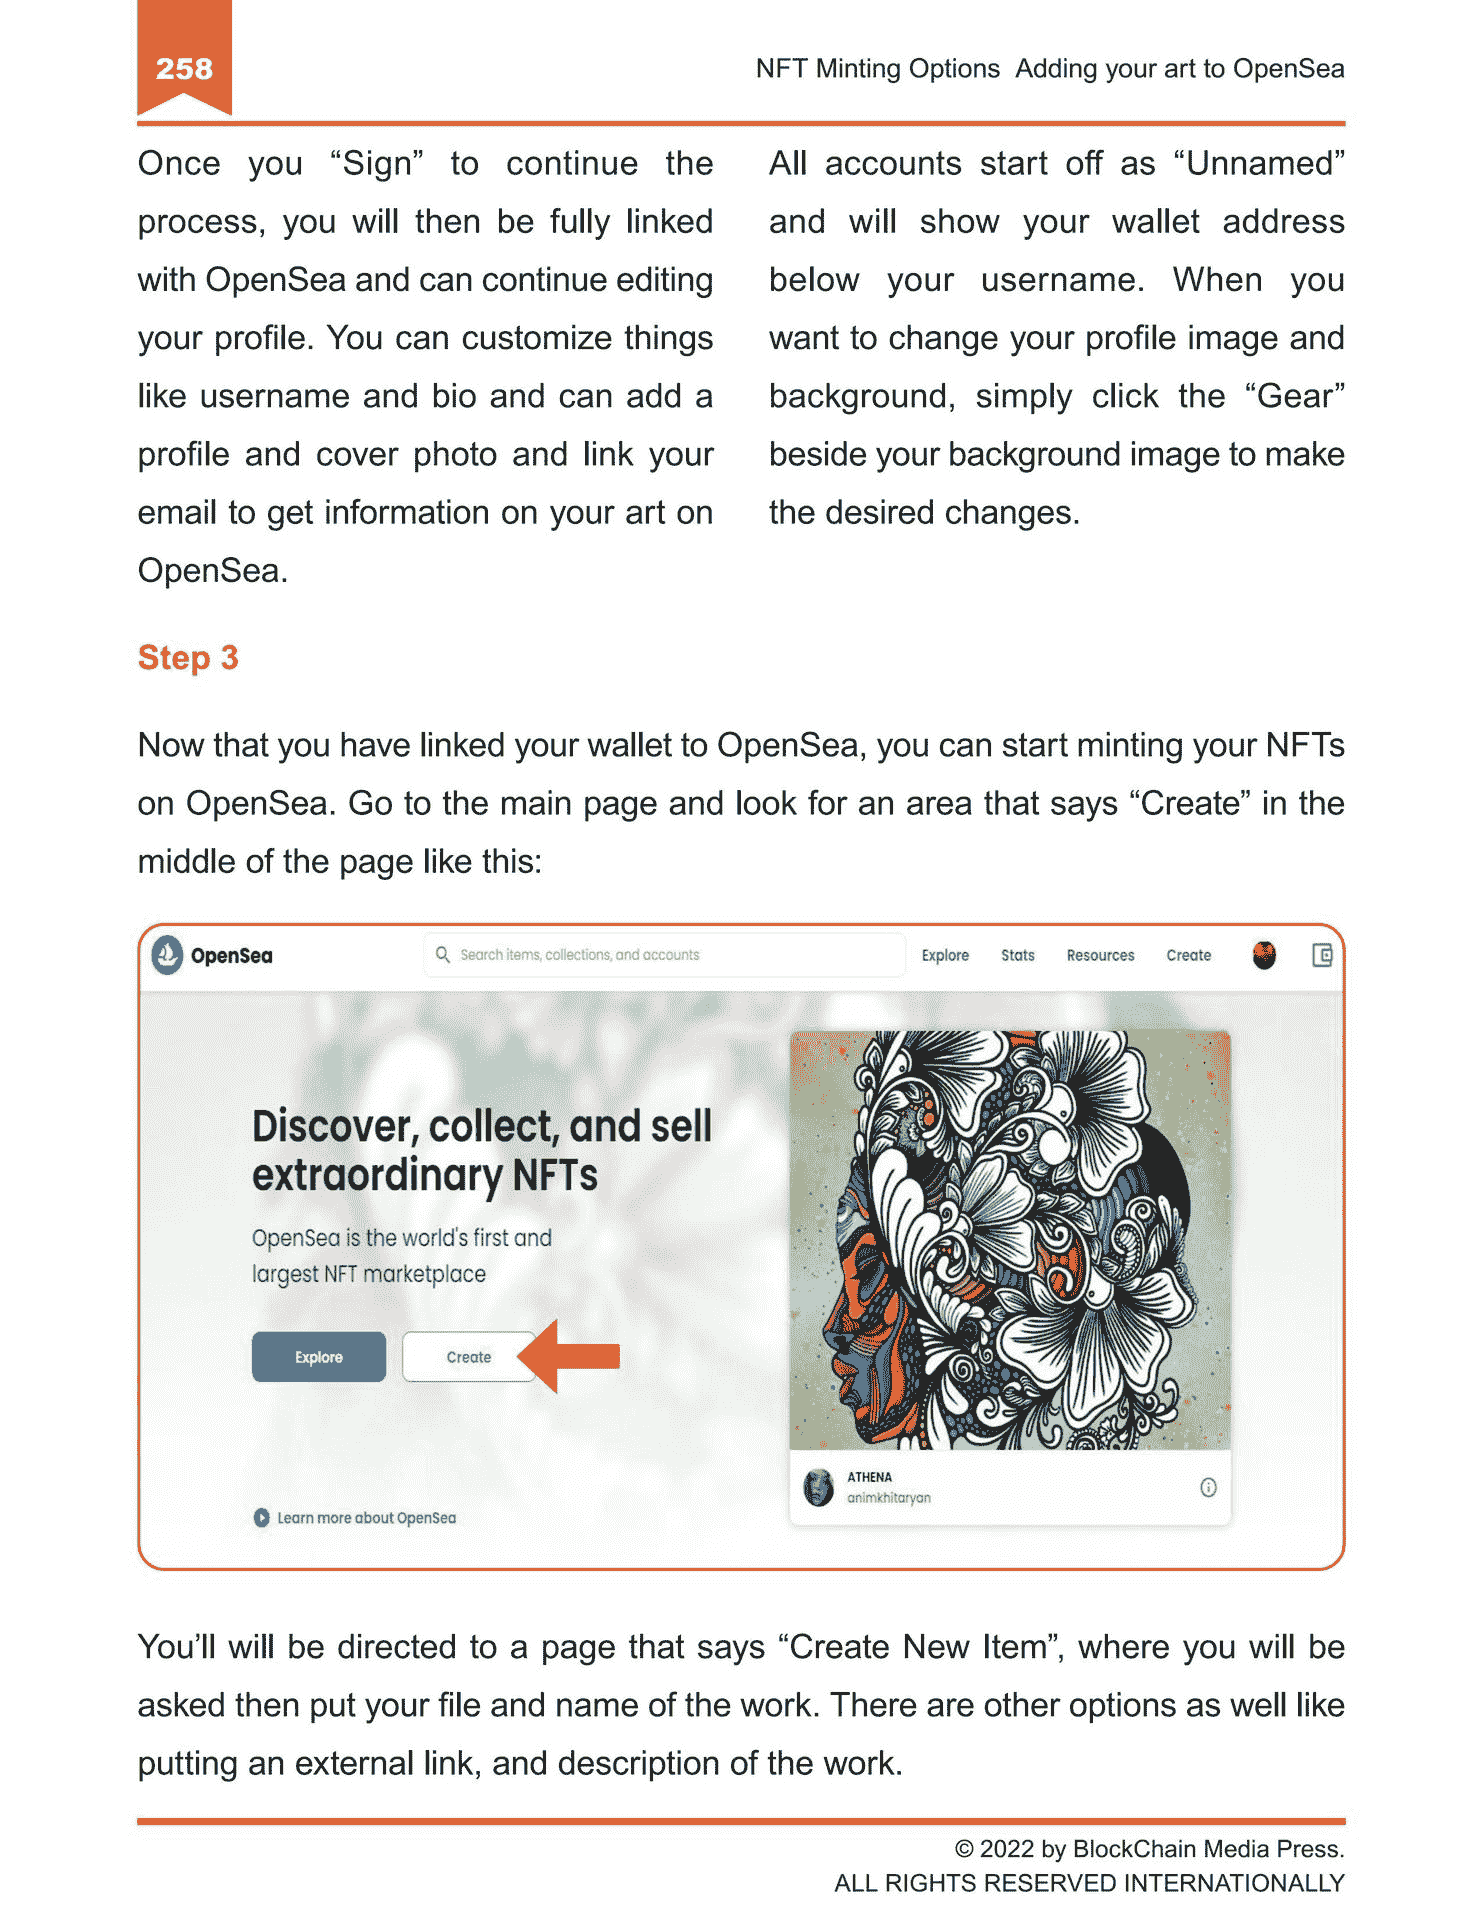 258
NFT Minting Options  Adding your art to OpenSea
Once you “Sign” to continue the
process, you will then be fully linked
with OpenSea and can continue editing
your profile. You can customize things
like username and bio and can add a
profile and cover photo and link your
email to get information on your art on
OpenSea.
All accounts start off as “Unnamed”
and will show your wallet address
below your username. When you
want to change your profile image and
background, simply click the “Gear”
beside your background image to make
the desired changes.
Step 3
Now that you have linked your wallet to OpenSea, you can start minting your NFTs
on OpenSea. Go to the main page and look for an area that says “Create” in the
middle of the page like this:
OpenSea
Search items, collections, and accounts
Explore Stats Resources Create
Discover, collect, and sell
extraordinary NFTs
OpenSea is the world's first and
largest NFT marketplace
Explore
Create
Learn more about OpenSea
ATHENA
animkhitaryan
You’ll will be directed to a page that says “Create New Item”, where you will be
asked then put your file and name of the work. There are other options as well like
putting an external link, and description of the work.
© 2022 by BlockChain Media Press.
ALL RIGHTS RESERVED INTERNATIONALLY